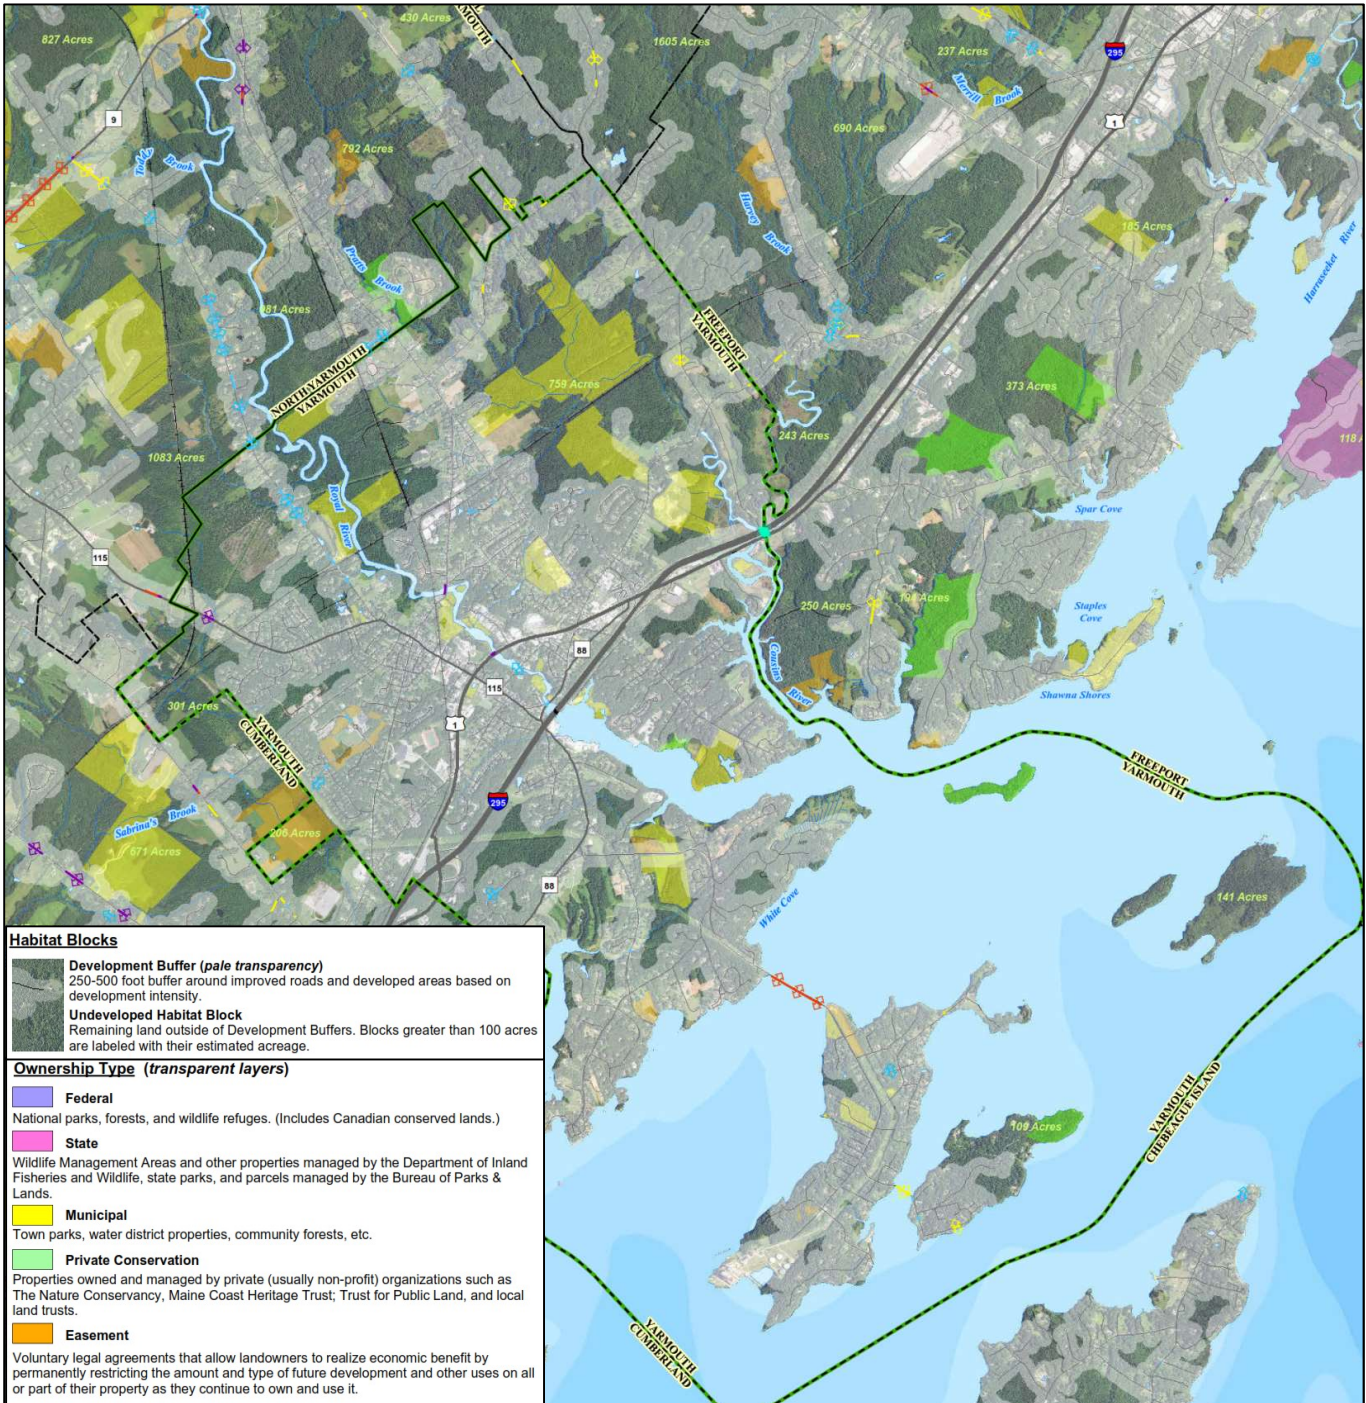 827 Acres
430 Acres
YARMOUTH
1605 Acres
237 Acres
295
Merrill Brook
1
9
690 Acres
792 Acres
Toddy Brook
Harvey Brook
185 Acres
Harraseeket River
Pratts Brook
981 Acres
FREEPORT
YARMOUTH
NORTH YARMOUTH
YARMOUTH
759 Acres
373 Acres
243 Acres
118
1083 Acres
Royal River
Spar Cove
115
250 Acres
194 Acres
Staples
Cove
88
Cousins River
115
Shawna Shores
301 Acres
YARMOUTH
CUMBERLAND
1
FREEPORT
YARMOUTH
295
Sabrina's Brook
206 Acres
671 Acres
88
White Cove
141 Acres
109 Acres
YARMOUTH
CHEBEAGUE ISLAND
YARMOUTH
CUMBERLAND
Habitat Blocks
Development Buffer (pale transparency)
250-500 foot buffer around improved roads and developed areas based on
development intensity.
Undeveloped Habitat Block
Remaining land outside of Development Buffers. Blocks greater than 100 acres
are labeled with their estimated acreage.
Ownership Type (transparent layers)
Federal
National parks, forests, and wildlife refuges. (Includes Canadian conserved lands.)
State
Wildlife Management Areas and other properties managed by the Department of Inland
Fisheries and Wildlife, state parks, and parcels managed by the Bureau of Parks &
Lands.
Municipal
Town parks, water district properties, community forests, etc.
Private Conservation
Properties owned and managed by private (usually non-profit) organizations such as
The Nature Conservancy, Maine Coast Heritage Trust; Trust for Public Land, and local
land trusts.
Easement
Voluntary legal agreements that allow landowners to realize economic benefit by
permanently restricting the amount and type of future development and other uses on all
or part of their property as they continue to own and use it.